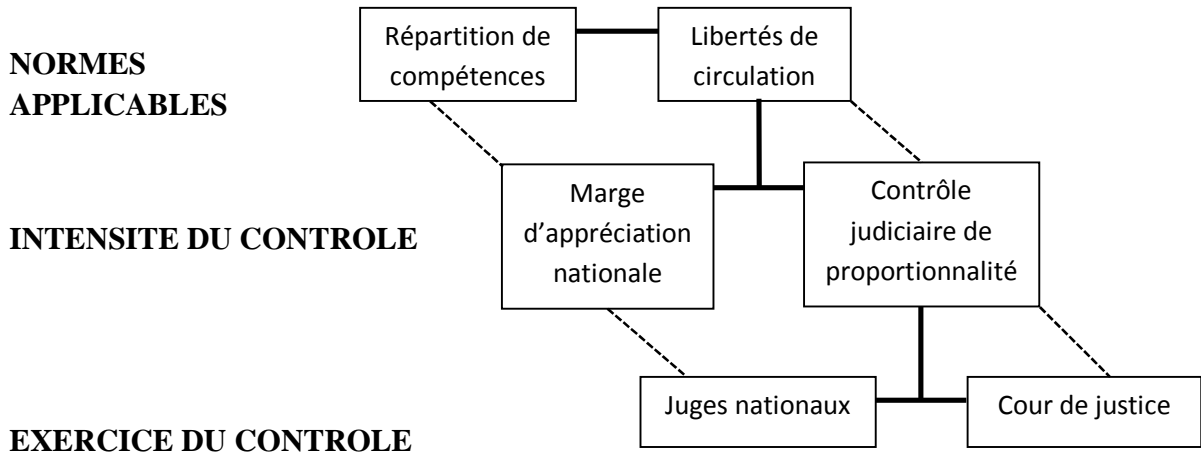 NORMES
APPLICABLES
Répartition de
compétences
Libertés de
circulation
INTENSITE DU CONTROLE
Marge
d’appréciation
nationale
Contrôle
judiciaire de
proportionnalité
EXERCICE DU CONTROLE
Juges nationaux
Cour de justice